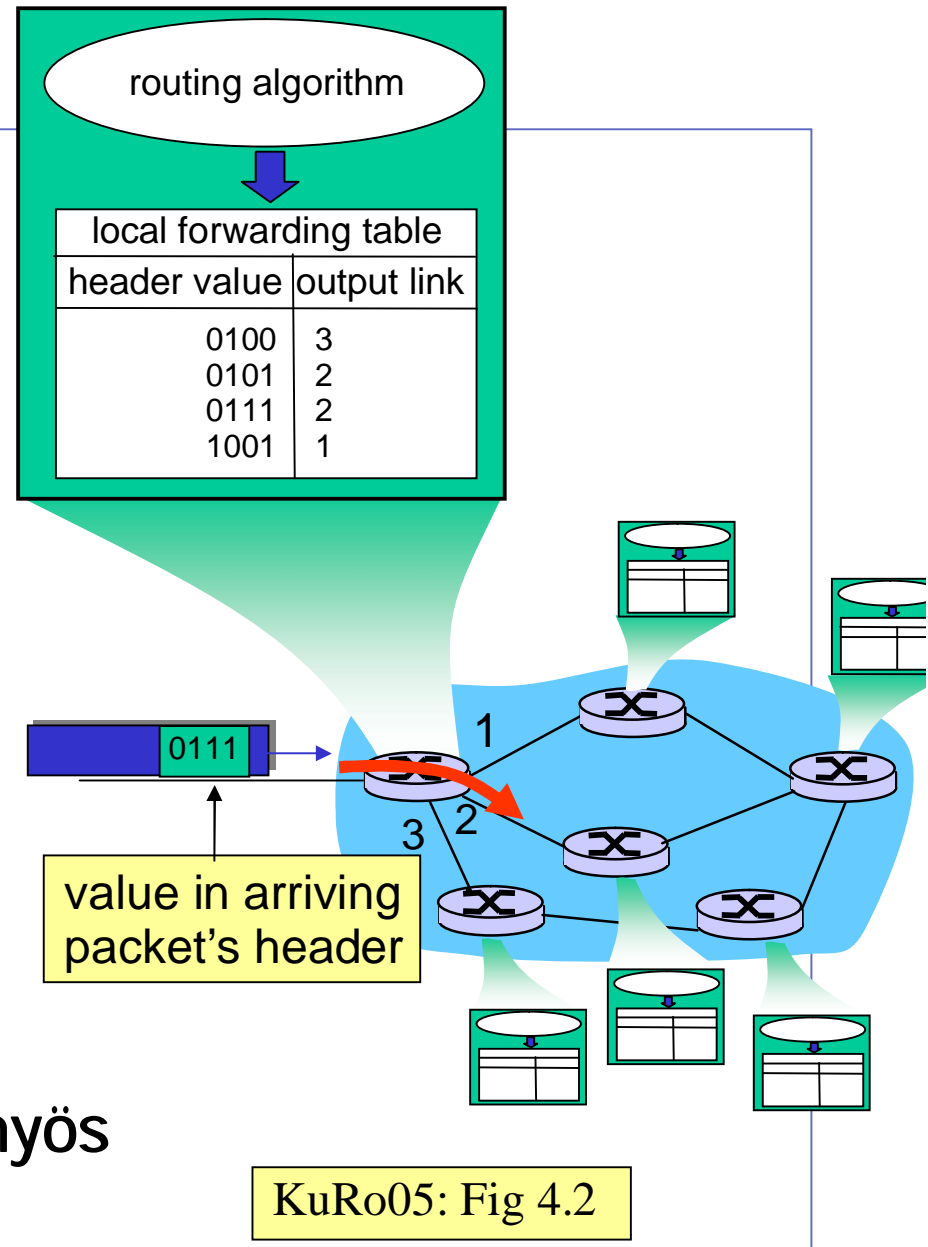 routing algorithm
local forwarding table
header value output link
0100 3
0101 2
0111 2
1001 1
0111
1
2
3
value in arriving
packet's header
KuRo05: Fig 4.2